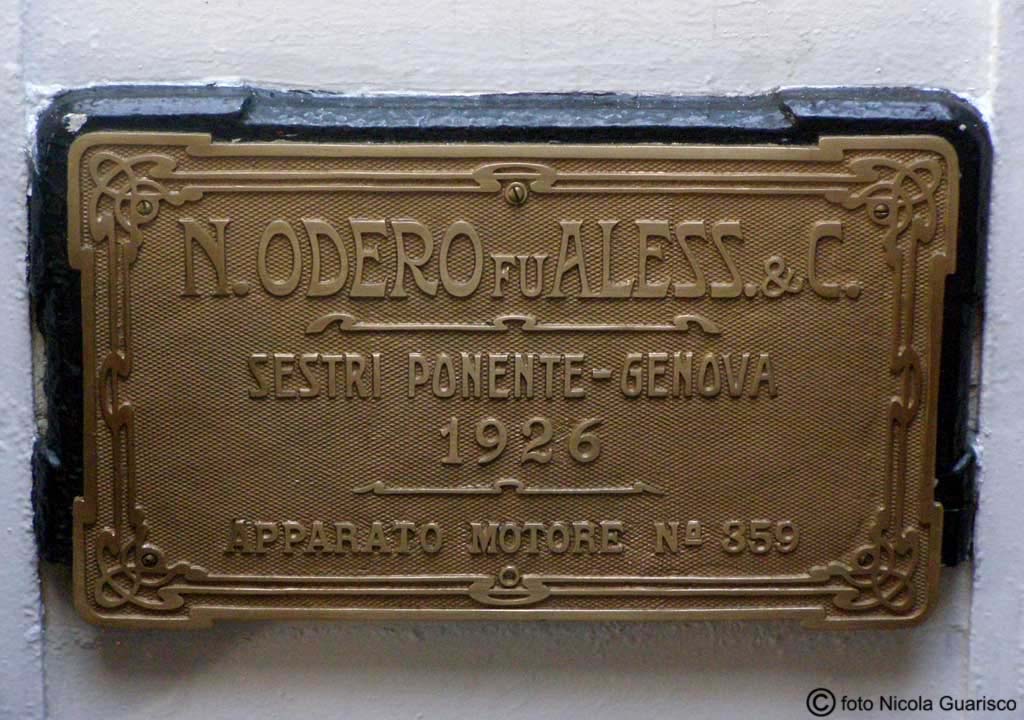 N. ODERO FU ALESS. & C.
SESTRI PONENTE-GENOVA
1926
APPARATO MOTORE Nº 359
© foto Nicola Guarisco